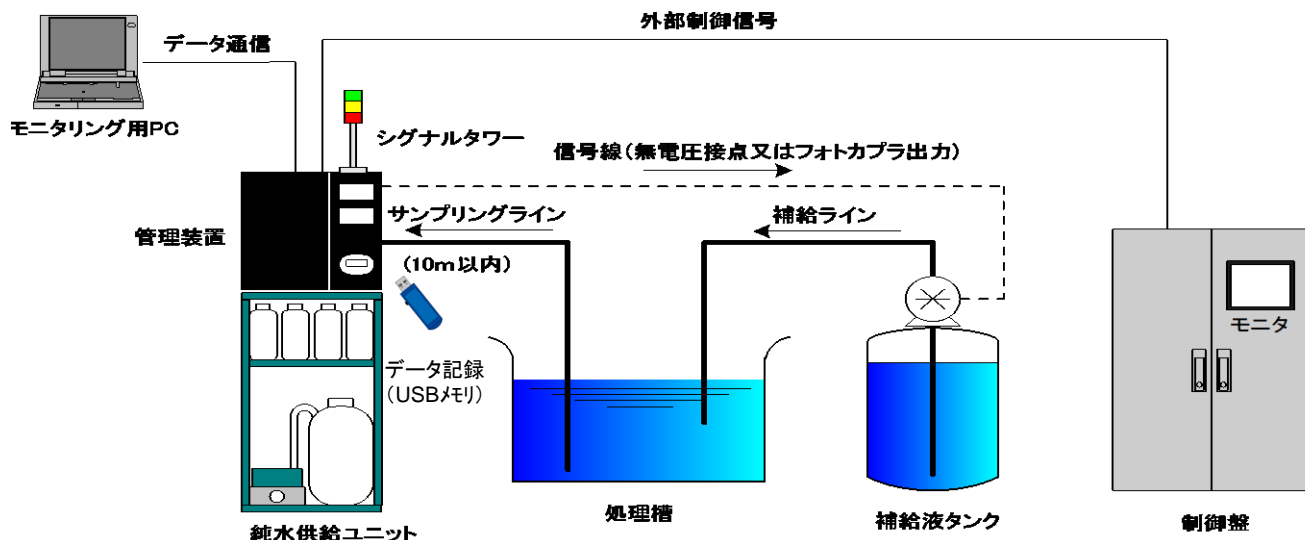 外部制御信号
データ通信
モニタリング用PC
シグナルタワー
信号線(無電圧接点又はフォトカプラ出力)
管理装置
サンプリングライン
(10m以内)
補給ライン
モニタ
データ記録
(USBメモリ)
処理槽
補給液タンク
制御盤
純水供給ユニット